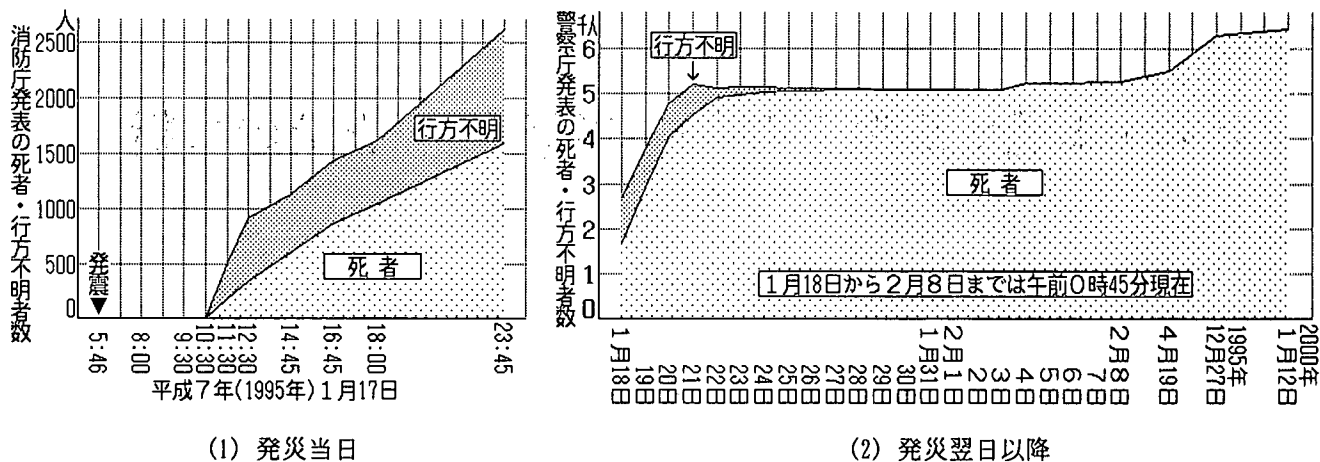 人
消防庁発表の死者・行方不明者数
2500
2000
1500
1000
500
0
行方不明
死者
発震
5:46
8:00
9:30
10:30
11:30
12:30
14:45
16:45
18:00
23:45
平成7年(1995年)1月17日
(1) 発災当日
千人
警察庁発表の死者・行方不明者数
6
5
4
3
2
1
0
行方不明
死者
1月18日から2月8日までは午前0時45分現在
1月18日
19日
20日
21日
22日
23日
24日
25日
26日
27日
28日
29日
30日
1月31日
2月1日
2日
3日
4日
5日
6日
7日
2月8日
4月19日
1995年
12月27日
2000年
1月12日
(2) 発災翌日以降